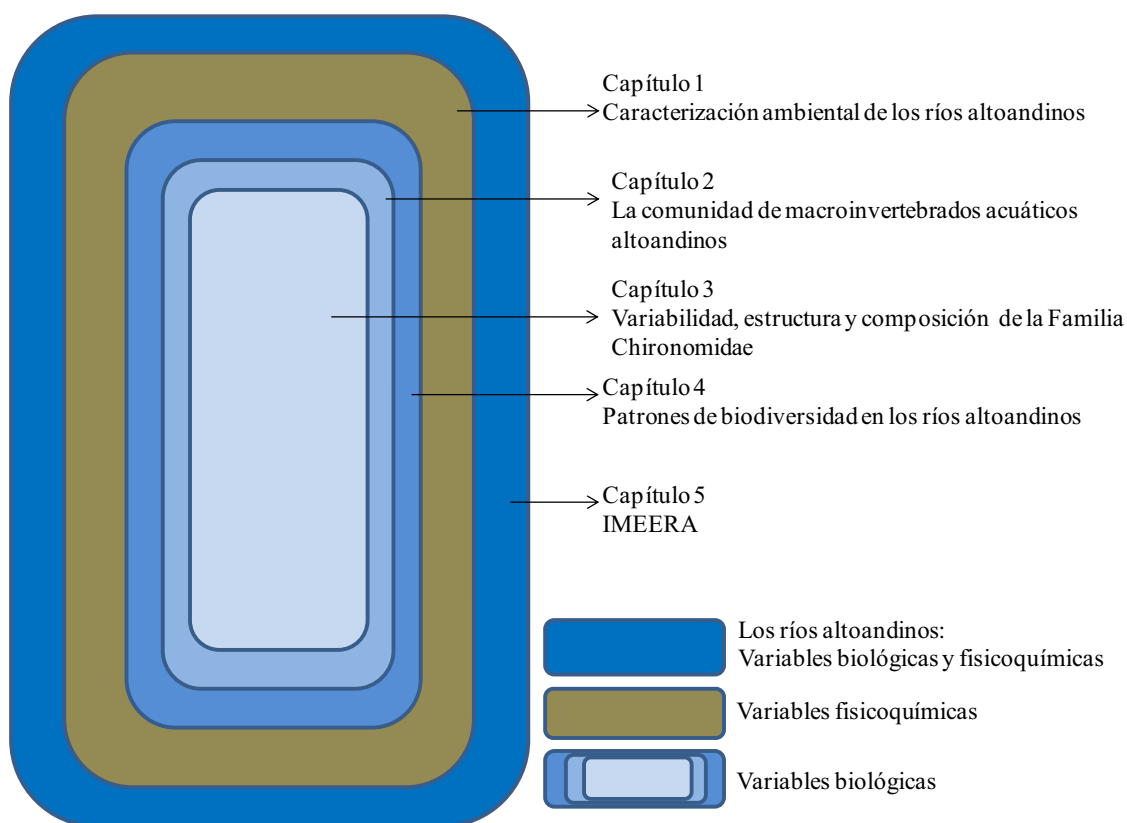 Capítulo 1
Caracterización ambiental de los ríos altoandinos
Capítulo 2
La comunidad de macroinvertebrados acuáticos
altoandinos
Capítulo 3
Variabilidad, estructura y composición de la Familia
Chironomidae
Capítulo 4
Patrones de biodiversidad en los ríos altoandinos
Capítulo 5
IMEERA
Los ríos altoandinos:
Variables biológicas y fisicoquímicas
Variables fisicoquímicas
Variables biológicas